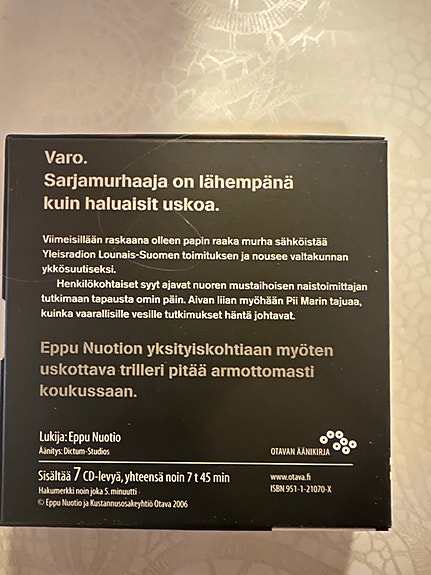 Varo.
Sarjamurhaaja on lähempänä
kuin haluaisit uskoa.
Viimeisillään raskaana olleen papin raaka murha sähköistää
Yleisradion Lounais-Suomen toimituksen ja nousee valtakunnan
ykkösuutiseksi.
Henkilökohtaiset syyt ajavat nuoren mustaihoisen naistoimittajan
tutkimaan tapausta omin päin. Aivan liian myöhään Pii Marin tajuaa,
kuinka vaarallisille vesille tutkimukset häntä johtavat.
Eppu Nuotion yksityiskohtiaan myöten
uskottava trilleri pitää armottomasti
koukussaan.
Lukija: Eppu Nuotio
Äänitys: Dictum-Studios
OTAVAN ÄÄNIKIRJA
Sisältää 7 CD-levyä, yhteensä noin 7 t 45 min
Hakumerkki noin joka 5. minuutti
© Eppu Nuotio ja Kustannusosakeyhtiö Otava 2006
www.otava.fi
ISBN 951-1-21070-X